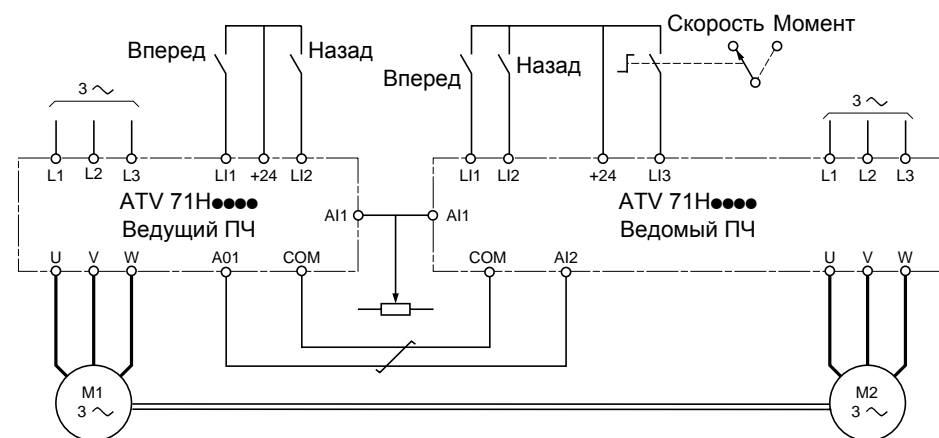 Скорость Момент
Вперед
Назад
Вперед
Назад
3 ~
3 ~
L1 L2 L3
LI1 +24 LI2
LI1 LI2
+24 LI3
L1 L2 L3
ATV 71H●●●●
Ведущий ПЧ
AI1
AI1
ATV 71H●●●●
Ведомый ПЧ
U V W
A01 COM
COM AI2
U V W
M1
3 ~
M2
3 ~